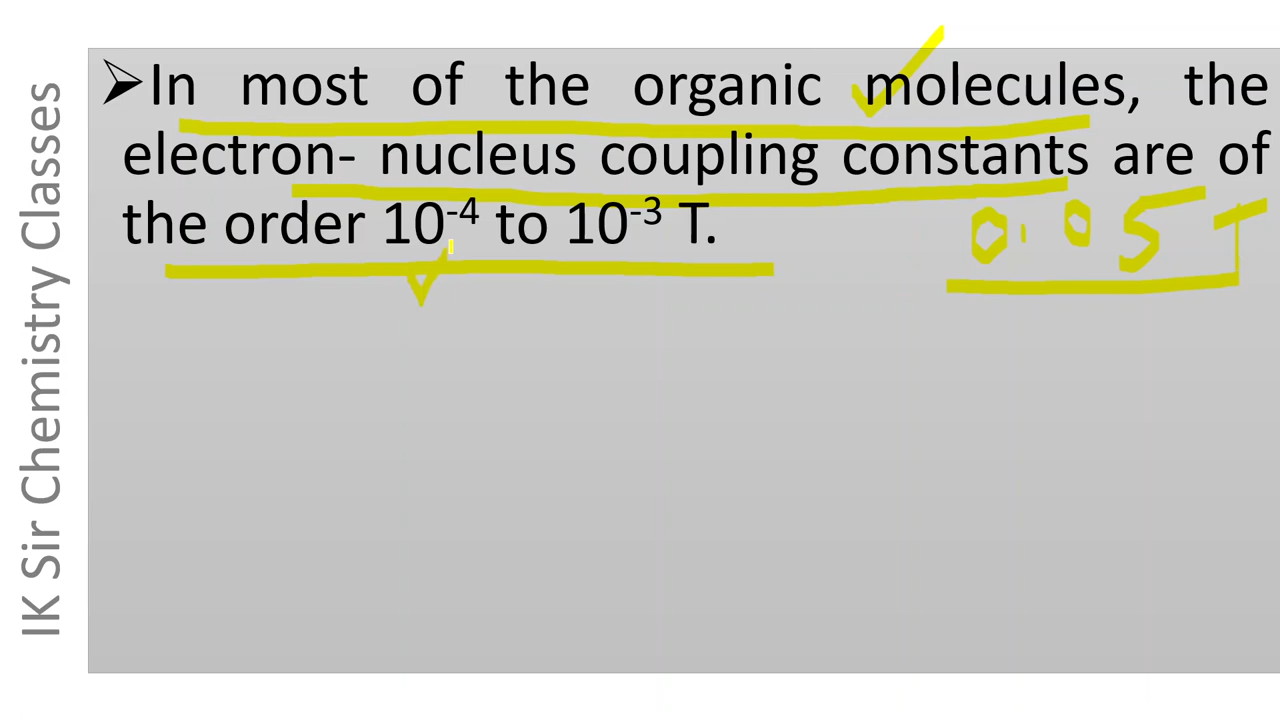 ➢In most of the organic molecules, the
electron- nucleus coupling constants are of
the order 10⁻⁴ to 10⁻³ T.
0.05T
IK Sir Chemistry Classes